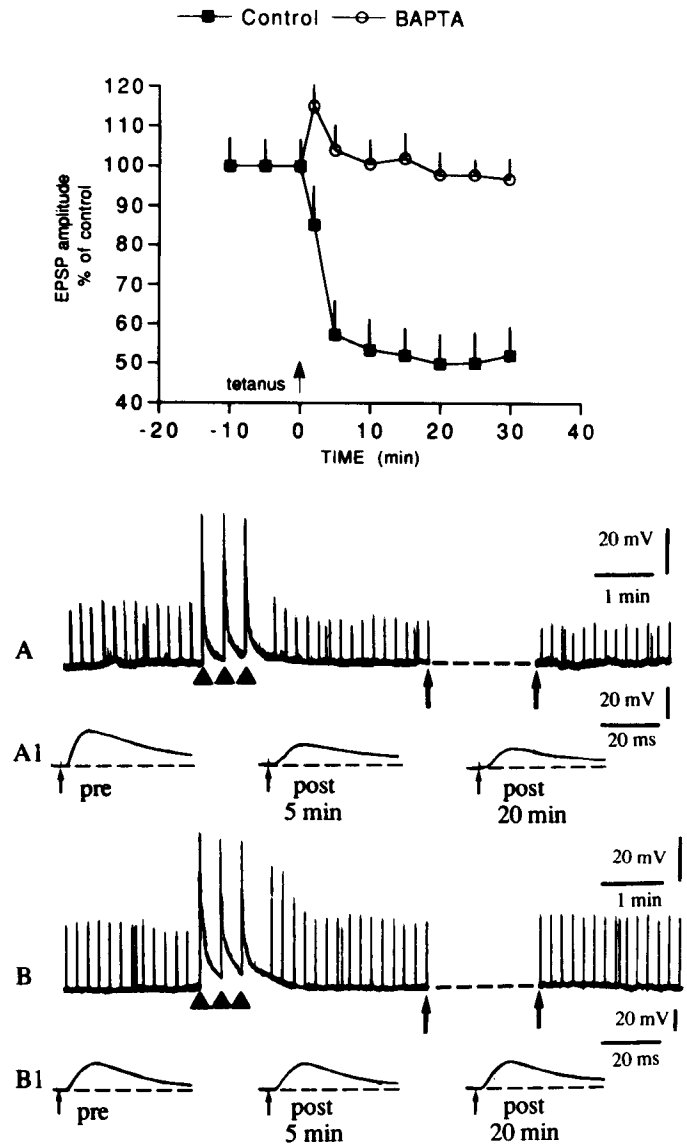 Control BAPTA
120
110
100
90
80
70
60
50
40
EPSP amplitude
% of control
tetanus
-20 -10 0 10 20 30 40
TIME (min)
20 mV
1 min
A
20 mV
20 ms
A1
pre
post
5 min
post
20 min
20 mV
1 min
B
20 mV
20 ms
B1
pre
post
5 min
post
20 min